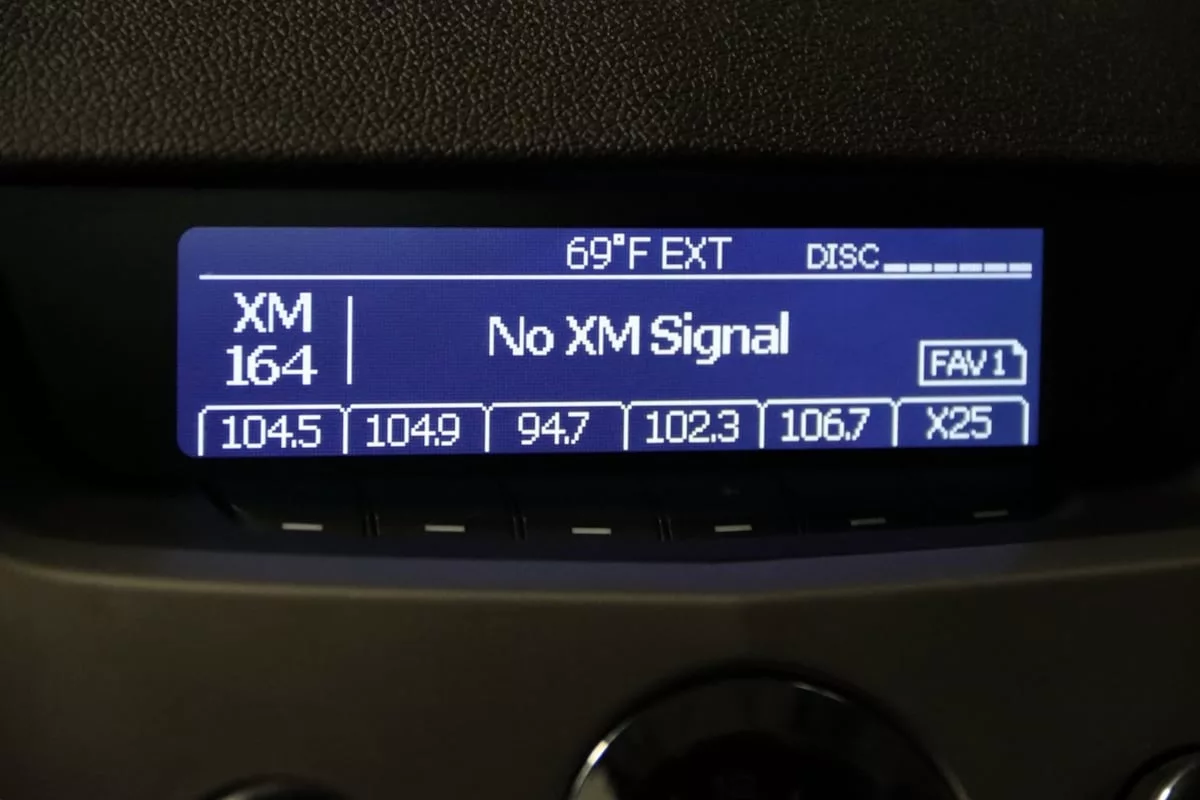 69°F EXT DISC
XM
164
No XM Signal
FAV 1
104.5 104.9 94.7 102.3 106.7 X25